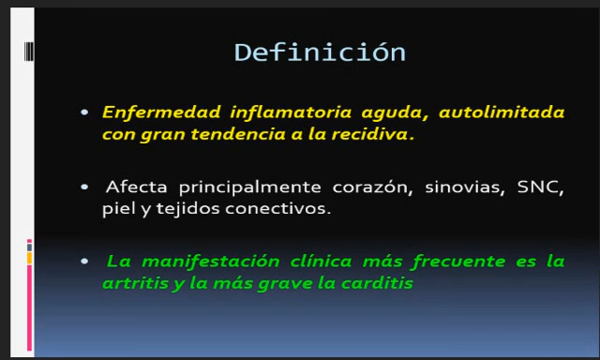 Definición
• Enfermedad inflamatoria aguda, autolimitada
con gran tendencia a la recidiva.
• Afecta principalmente corazón, sinovias, SNC,
piel y tejidos conectivos.
• La manifestación clínica más frecuente es la
artritis y la más grave la carditis